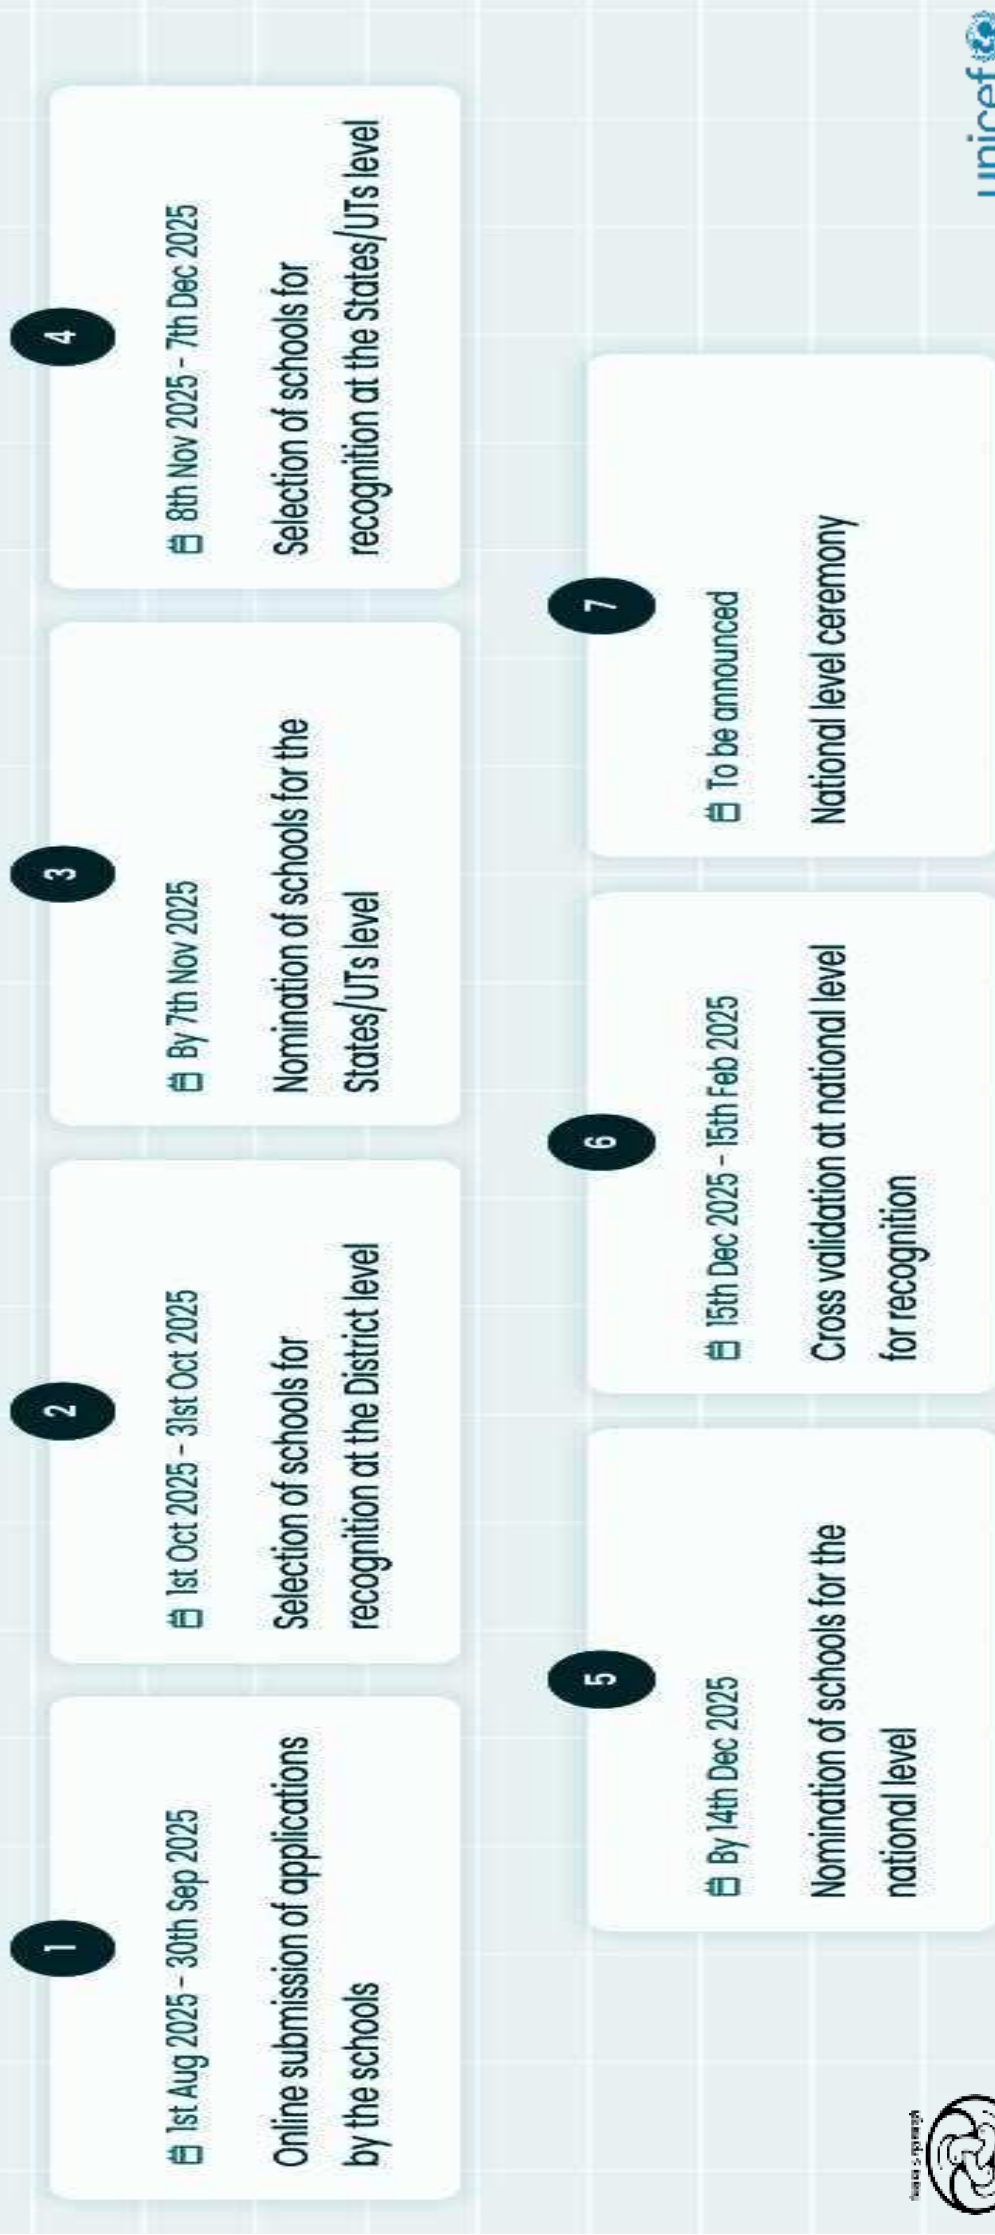 1
1st Aug 2025 - 30th Sep 2025
Online submission of applications
by the schools
2
1st Oct 2025 - 31st Oct 2025
Selection of schools for
recognition at the District level
3
By 7th Nov 2025
Nomination of schools for the
States/UTs level
4
8th Nov 2025 - 7th Dec 2025
Selection of schools for
recognition at the States/UTs level
5
By 14th Dec 2025
Nomination of schools for the
national level
6
15th Dec 2025 - 15th Feb 2025
Cross validation at national level
for recognition
7
To be announced
National level ceremony
unicef